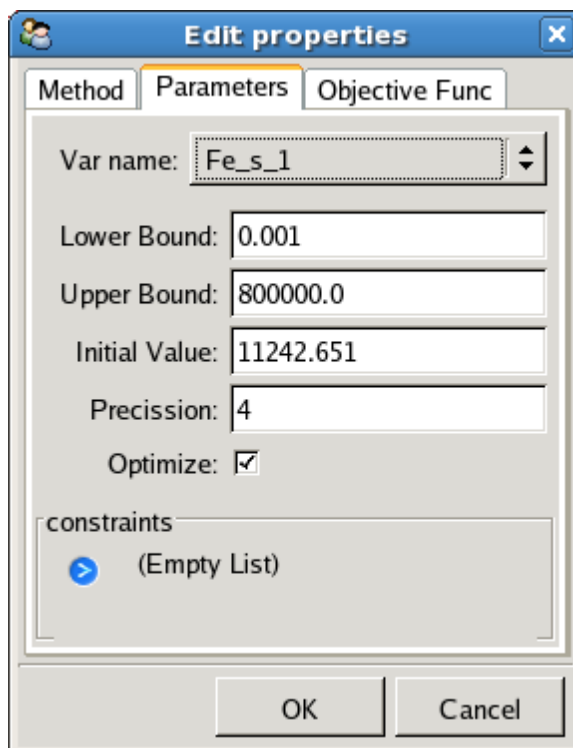 Edit properties
Method Parameters Objective Func
Var name: Fe_s_1
Lower Bound: 0.001
Upper Bound: 800000.0
Initial Value: 11242.651
Precission: 4
Optimize:
constraints
(Empty List)
OK Cancel